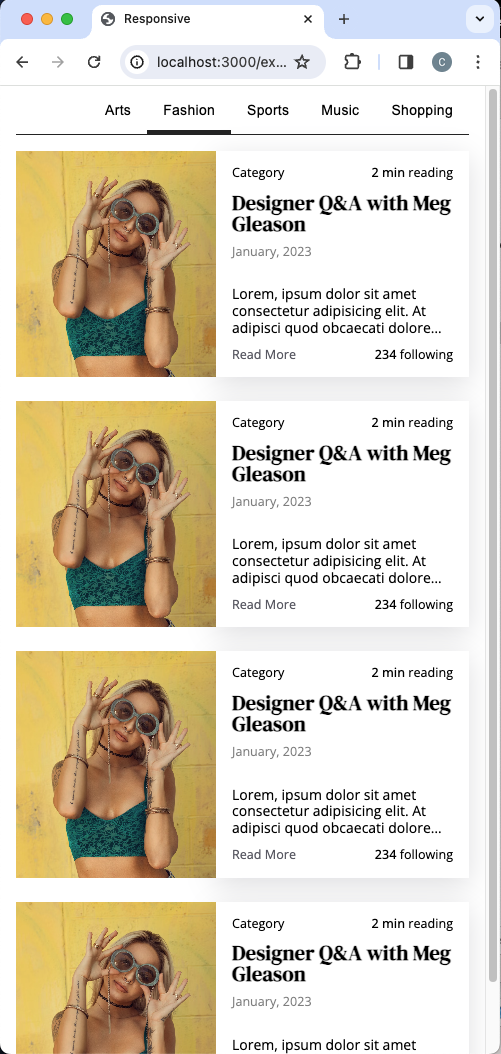 Responsive
localhost:3000/ex...
C
Arts Fashion Sports Music Shopping
Category 2 min reading
Designer Q&A with Meg
Gleason
January, 2023
Lorem, ipsum dolor sit amet
consectetur adipisicing elit. At
adipisci quod obcaecati dolore...
Read More 234 following
Category 2 min reading
Designer Q&A with Meg
Gleason
January, 2023
Lorem, ipsum dolor sit amet
consectetur adipisicing elit. At
adipisci quod obcaecati dolore...
Read More 234 following
Category 2 min reading
Designer Q&A with Meg
Gleason
January, 2023
Lorem, ipsum dolor sit amet
consectetur adipisicing elit. At
adipisci quod obcaecati dolore...
Read More 234 following
Category 2 min reading
Designer Q&A with Meg
Gleason
January, 2023
Lorem, ipsum dolor sit amet